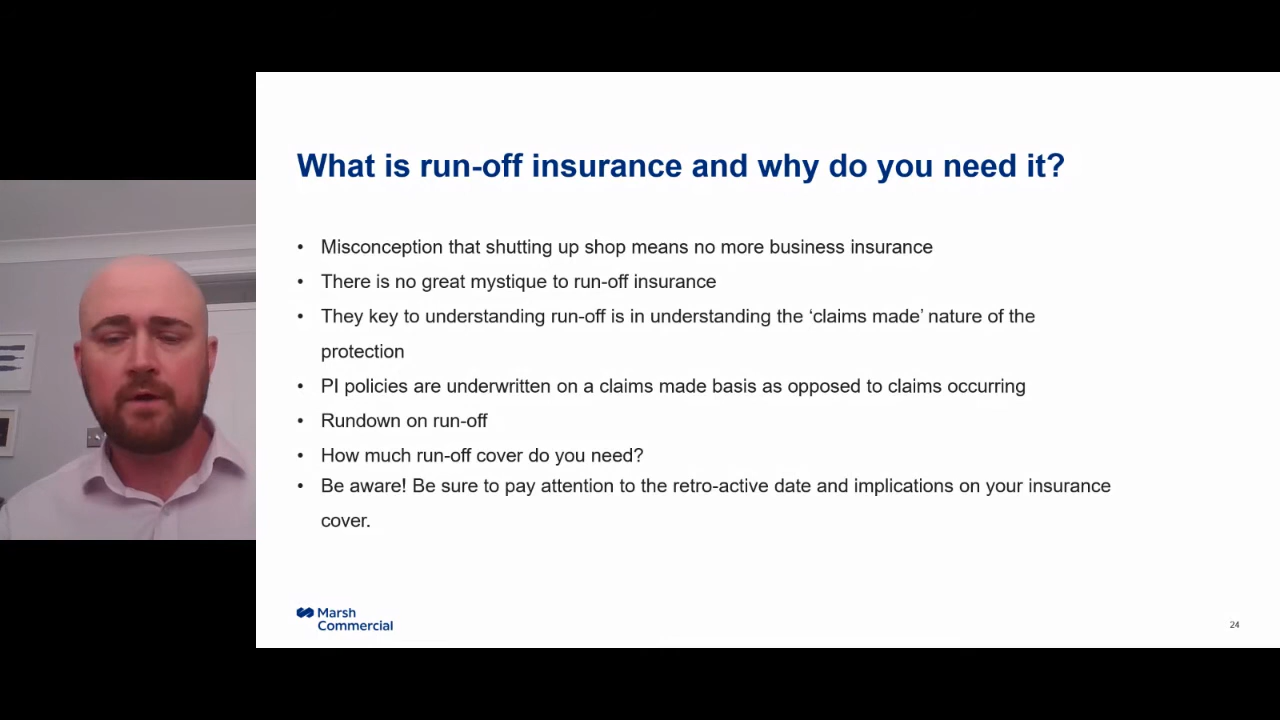 What is run-off insurance and why do you need it?
• Misconception that shutting up shop means no more business insurance
• There is no great mystique to run-off insurance
• They key to understanding run-off is in understanding the ‘claims made’ nature of the
protection
• PI policies are underwritten on a claims made basis as opposed to claims occurring
• Rundown on run-off
• How much run-off cover do you need?
• Be aware! Be sure to pay attention to the retro-active date and implications on your insurance
cover.
Marsh
Commercial
24